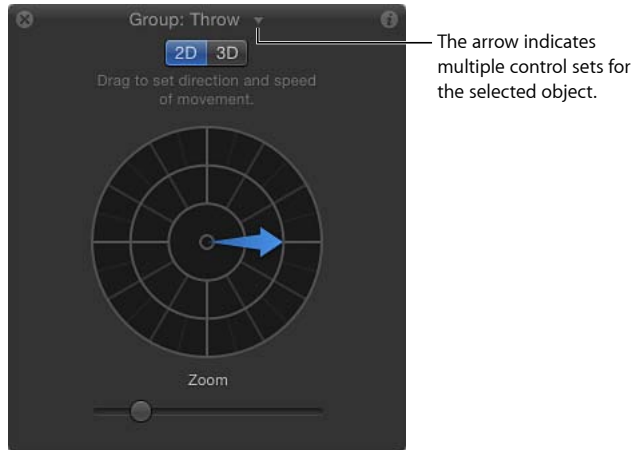 Group: Throw
2D 3D
Drag to set direction and speed
of movement.
Zoom
The arrow indicates
multiple control sets for
the selected object.